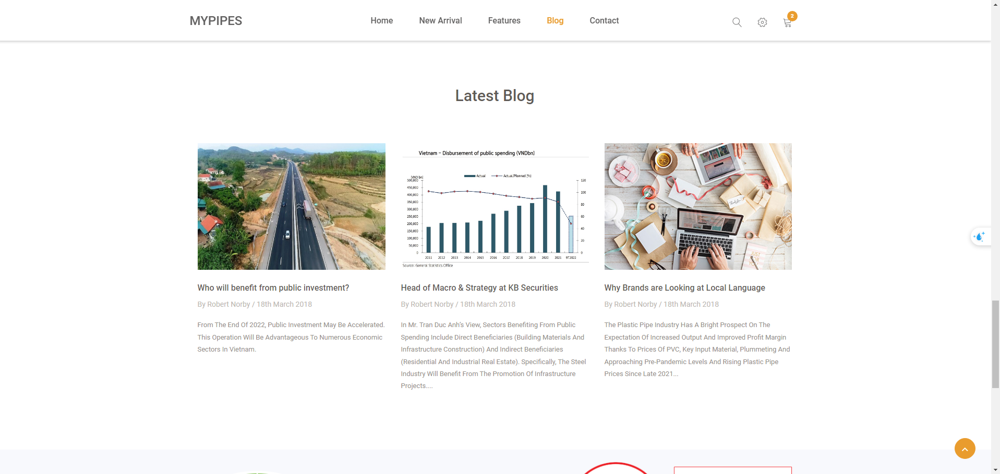 MYPIPES
Home
New Arrival
Features
Blog
Contact
2
Latest Blog
Vietnam – Disbursement of public spending (VNDbn)
(VND bn)
Actual
Actual/Planned (%)
500,000
450,000
400,000
350,000
300,000
250,000
200,000
150,000
100,000
50,000
0
120
100
80
60
40
20
0
2011 2012 2013 2014 2015 2016 2017 2018 2019 2020 2021 9T2022
Source: General Statistics Office
JUST
FOR
YOU
Who will benefit from public investment?
By Robert Norby / 18th March 2018
From The End Of 2022, Public Investment May Be Accelerated.
This Operation Will Be Advantageous To Numerous Economic
Sectors In Vietnam.
Head of Macro & Strategy at KB Securities
By Robert Norby / 18th March 2018
In Mr. Tran Duc Anh's View, Sectors Benefiting From Public
Spending Include Direct Beneficiaries (Building Materials And
Infrastructure Construction) And Indirect Beneficiaries
(Residential And Industrial Real Estate). Specifically, The Steel
Industry Will Benefit From The Promotion Of Infrastructure
Projects....
Why Brands are Looking at Local Language
By Robert Norby / 18th March 2018
The Plastic Pipe Industry Has A Bright Prospect On The
Expectation Of Increased Output And Improved Profit Margin
Thanks To Prices Of PVC, Key Input Material, Plummeting And
Approaching Pre-Pandemic Levels And Rising Plastic Pipe
Prices Since Late 2021...